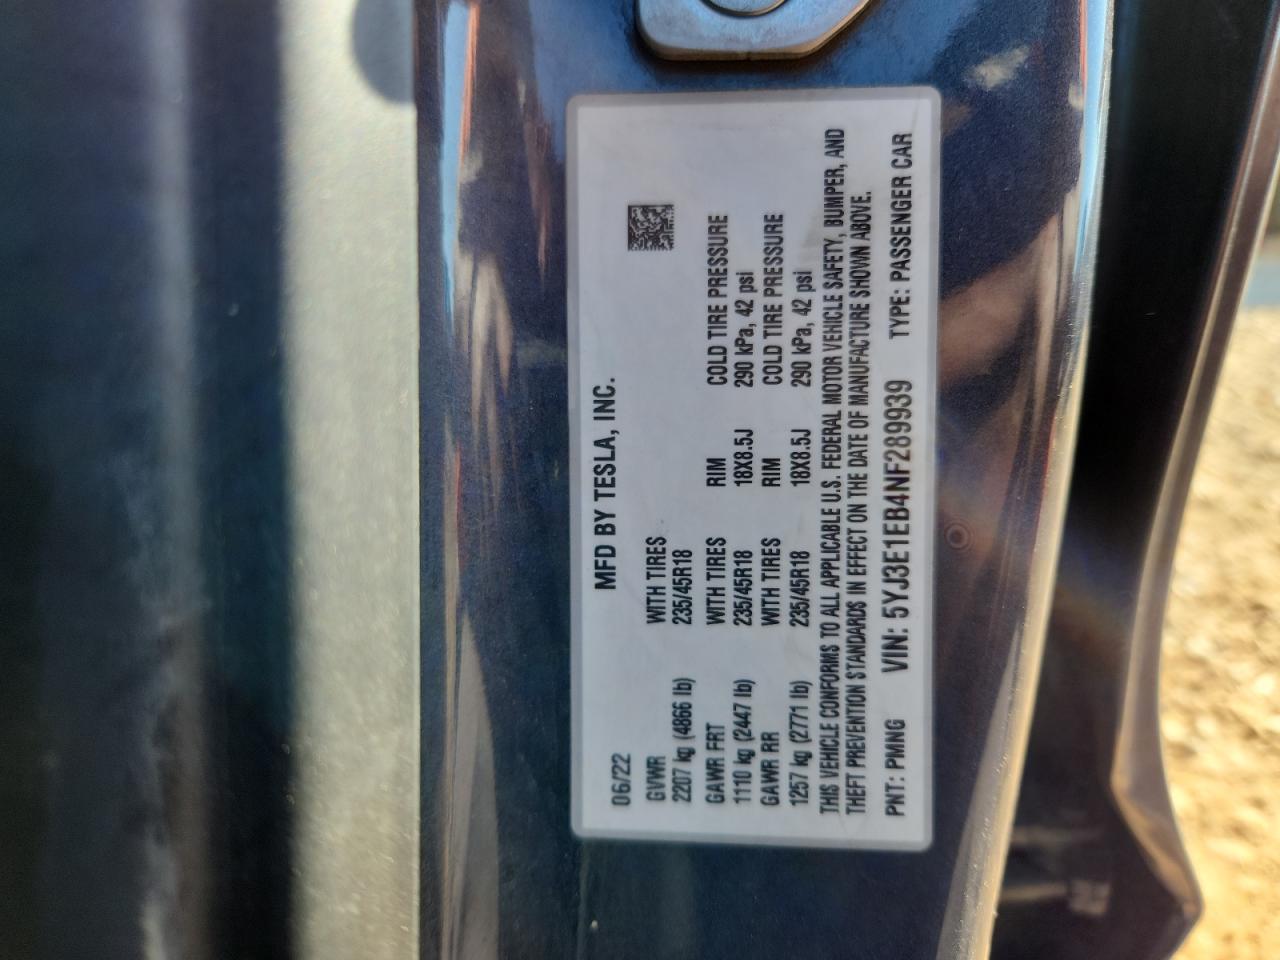 MFD BY TESLA, INC.
06/22
GVWR WITH TIRES
2207 kg (4866 lb) 235/45R18
GAWR FRT WITH TIRES RIM COLD TIRE PRESSURE
1110 kg (2447 lb) 235/45R18 18X8.5J 290 kPa, 42 psi
GAWR RR WITH TIRES RIM COLD TIRE PRESSURE
1257 kg (2771 lb) 235/45R18 18X8.5J 290 kPa, 42 psi
THIS VEHICLE CONFORMS TO ALL APPLICABLE U.S. FEDERAL MOTOR VEHICLE SAFETY, BUMPER, AND
THEFT PREVENTION STANDARDS IN EFFECT ON THE DATE OF MANUFACTURE SHOWN ABOVE.
PNT: PMNG VIN: 5YJ3E1EB4NF289939 TYPE: PASSENGER CAR